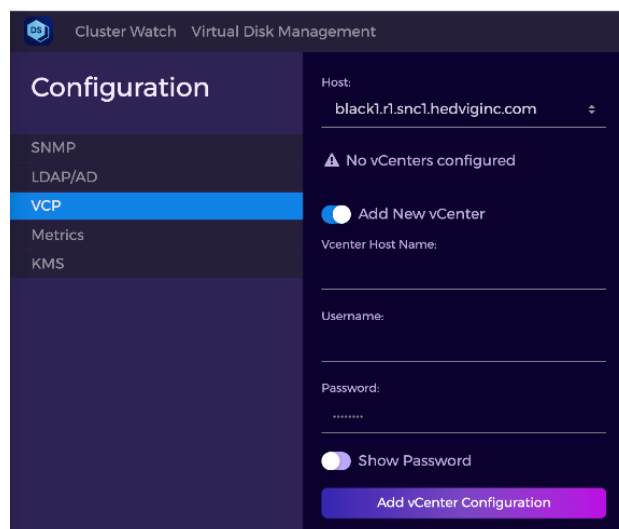 DS
Cluster Watch Virtual Disk Management
Configuration
SNMP
LDAP/AD
VCP
Metrics
KMS
Host:
black1.r1.snc1.hedviginc.com
No vCenters configured
Add New vCenter
Vcenter Host Name:
Username:
Password:
........
Show Password
Add vCenter Configuration